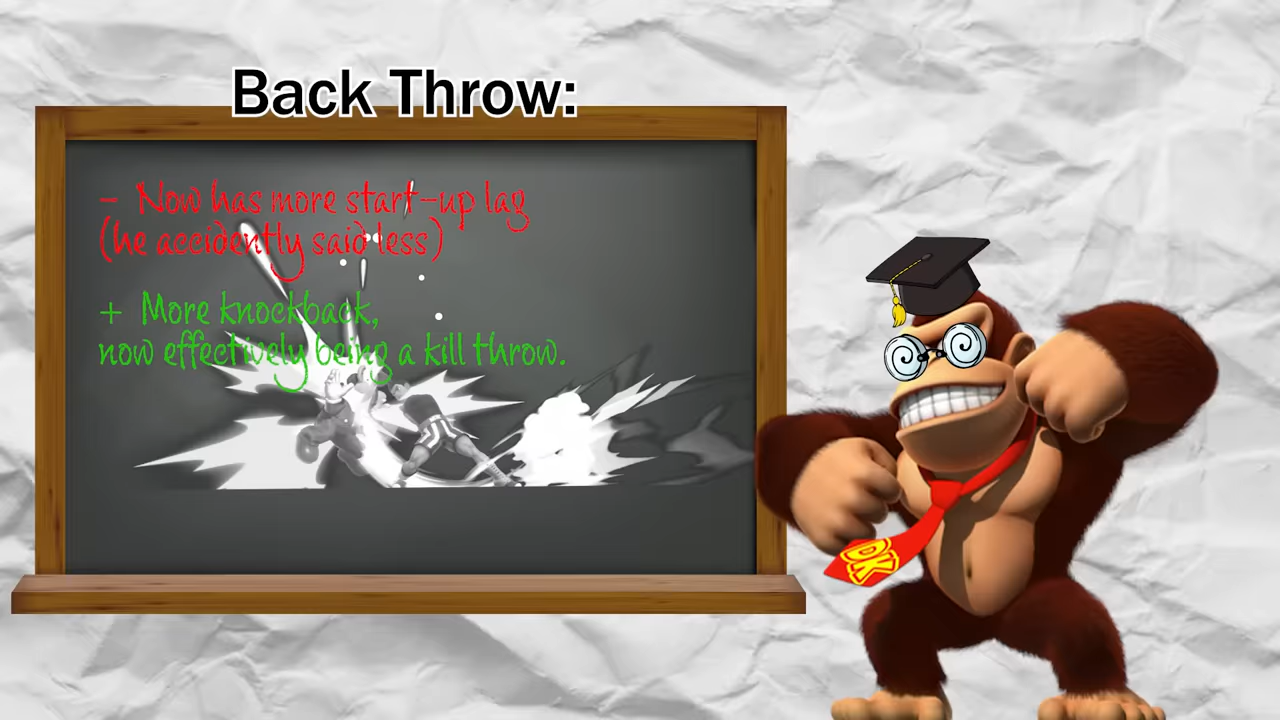 Back Throw:
- Now has more start-up lag
(he accidently said less)
+ More knockback,
now effectively being a kill throw.
DK